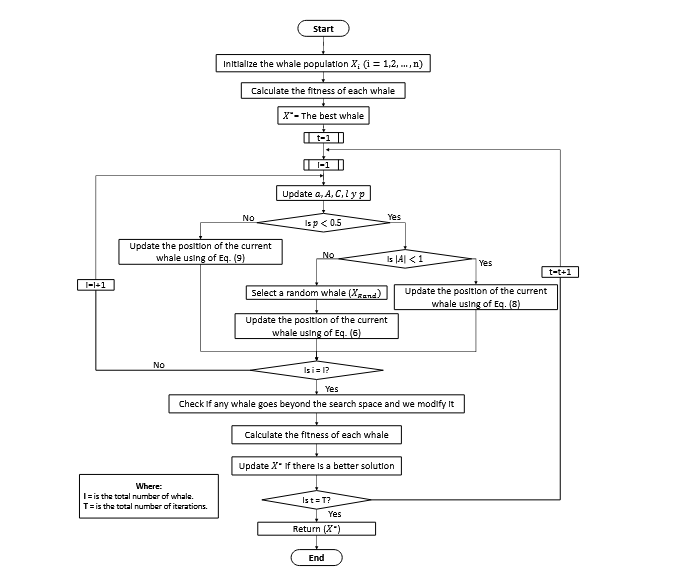 Start
Initialize the whale population X_i (i = 1,2, ..., n)
Calculate the fitness of each whale
X*= The best whale
t=1
i=1
Update a, A, C, l y p
Is p < 0.5
No
Yes
Update the position of the current
whale using of Eq. (9)
Is |A| < 1
No
Yes
i=i+1
t=t+1
Select a random whale (X_Rand)
Update the position of the current
whale using of Eq. (8)
Update the position of the current
whale using of Eq. (6)
Is i = I?
No
Yes
Check if any whale goes beyond the search space and we modify it
Calculate the fitness of each whale
Update X* if there is a better solution
Where:
I = is the total number of whale.
T = is the total number of iterations.
Is t = T?
Yes
Return (X*)
End